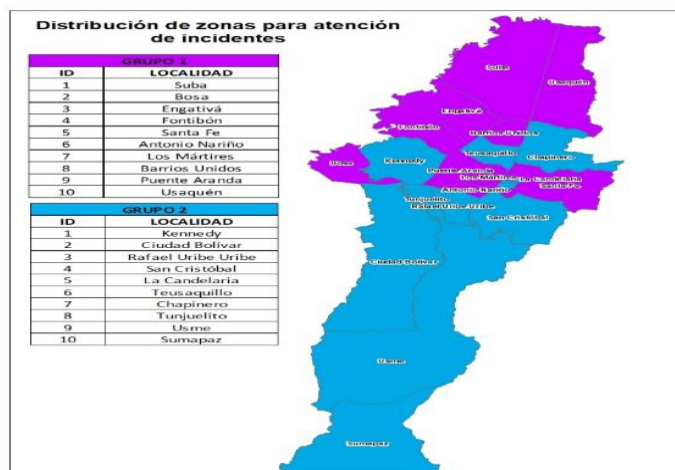 Distribución de zonas para atención
de incidentes
GRUPO 1
ID LOCALIDAD
1 Suba
2 Bosa
3 Engativá
4 Fontibón
5 Santa Fe
6 Antonio Nariño
7 Los Mártires
8 Barrios Unidos
9 Puente Aranda
10 Usaquén
GRUPO 2
ID LOCALIDAD
1 Kennedy
2 Ciudad Bolívar
3 Rafael Uribe Uribe
4 San Cristóbal
5 La Candelaria
6 Teusaquillo
7 Chapinero
8 Tunjuelito
9 Usme
10 Sumapaz
Suba
Usaquén
Engativá
Fontibón
Barrios Unidos
Teusaquillo
Chapinero
Bosa
Kennedy
Puente Aranda
Los Mártires
La Candelaria
Santa Fe
Antonio Nariño
Tunjuelito
Rafael Uribe Uribe
San Cristóbal
Ciudad Bolívar
Usme
Sumapaz